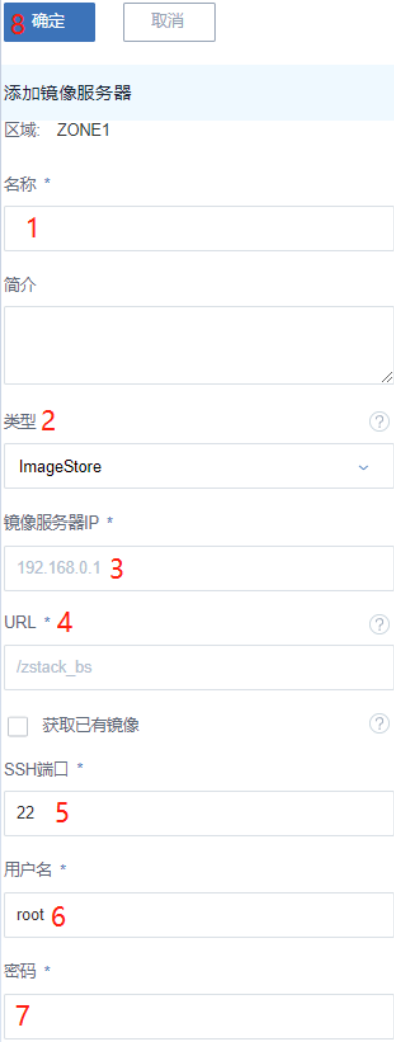 8 确定 取消
添加镜像服务器
区域: ZONE1
名称 *
1
简介
类型 2 ?
ImageStore
镜像服务器IP *
192.168.0.1 3
URL * 4 ?
/zstack_bs
获取已有镜像 ?
SSH端口 *
22 5
用户名 *
root 6
密码 *
7